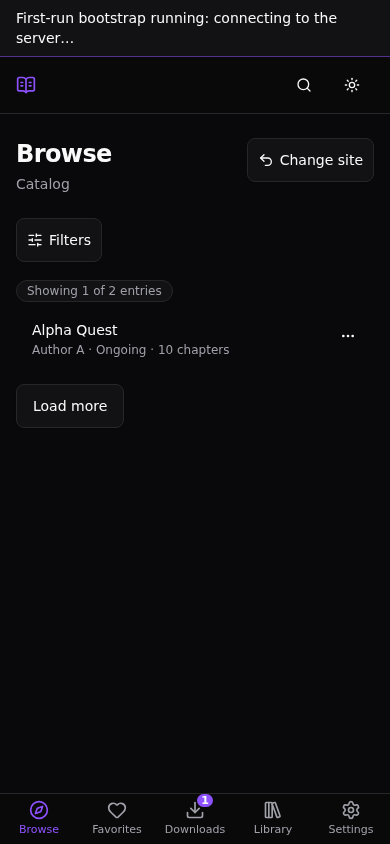 First-run bootstrap running: connecting to the
server…
Browse
Change site
Catalog
Filters
Showing 1 of 2 entries
Alpha Quest
Author A · Ongoing · 10 chapters
Load more
1
Browse
Favorites
Downloads
Library
Settings